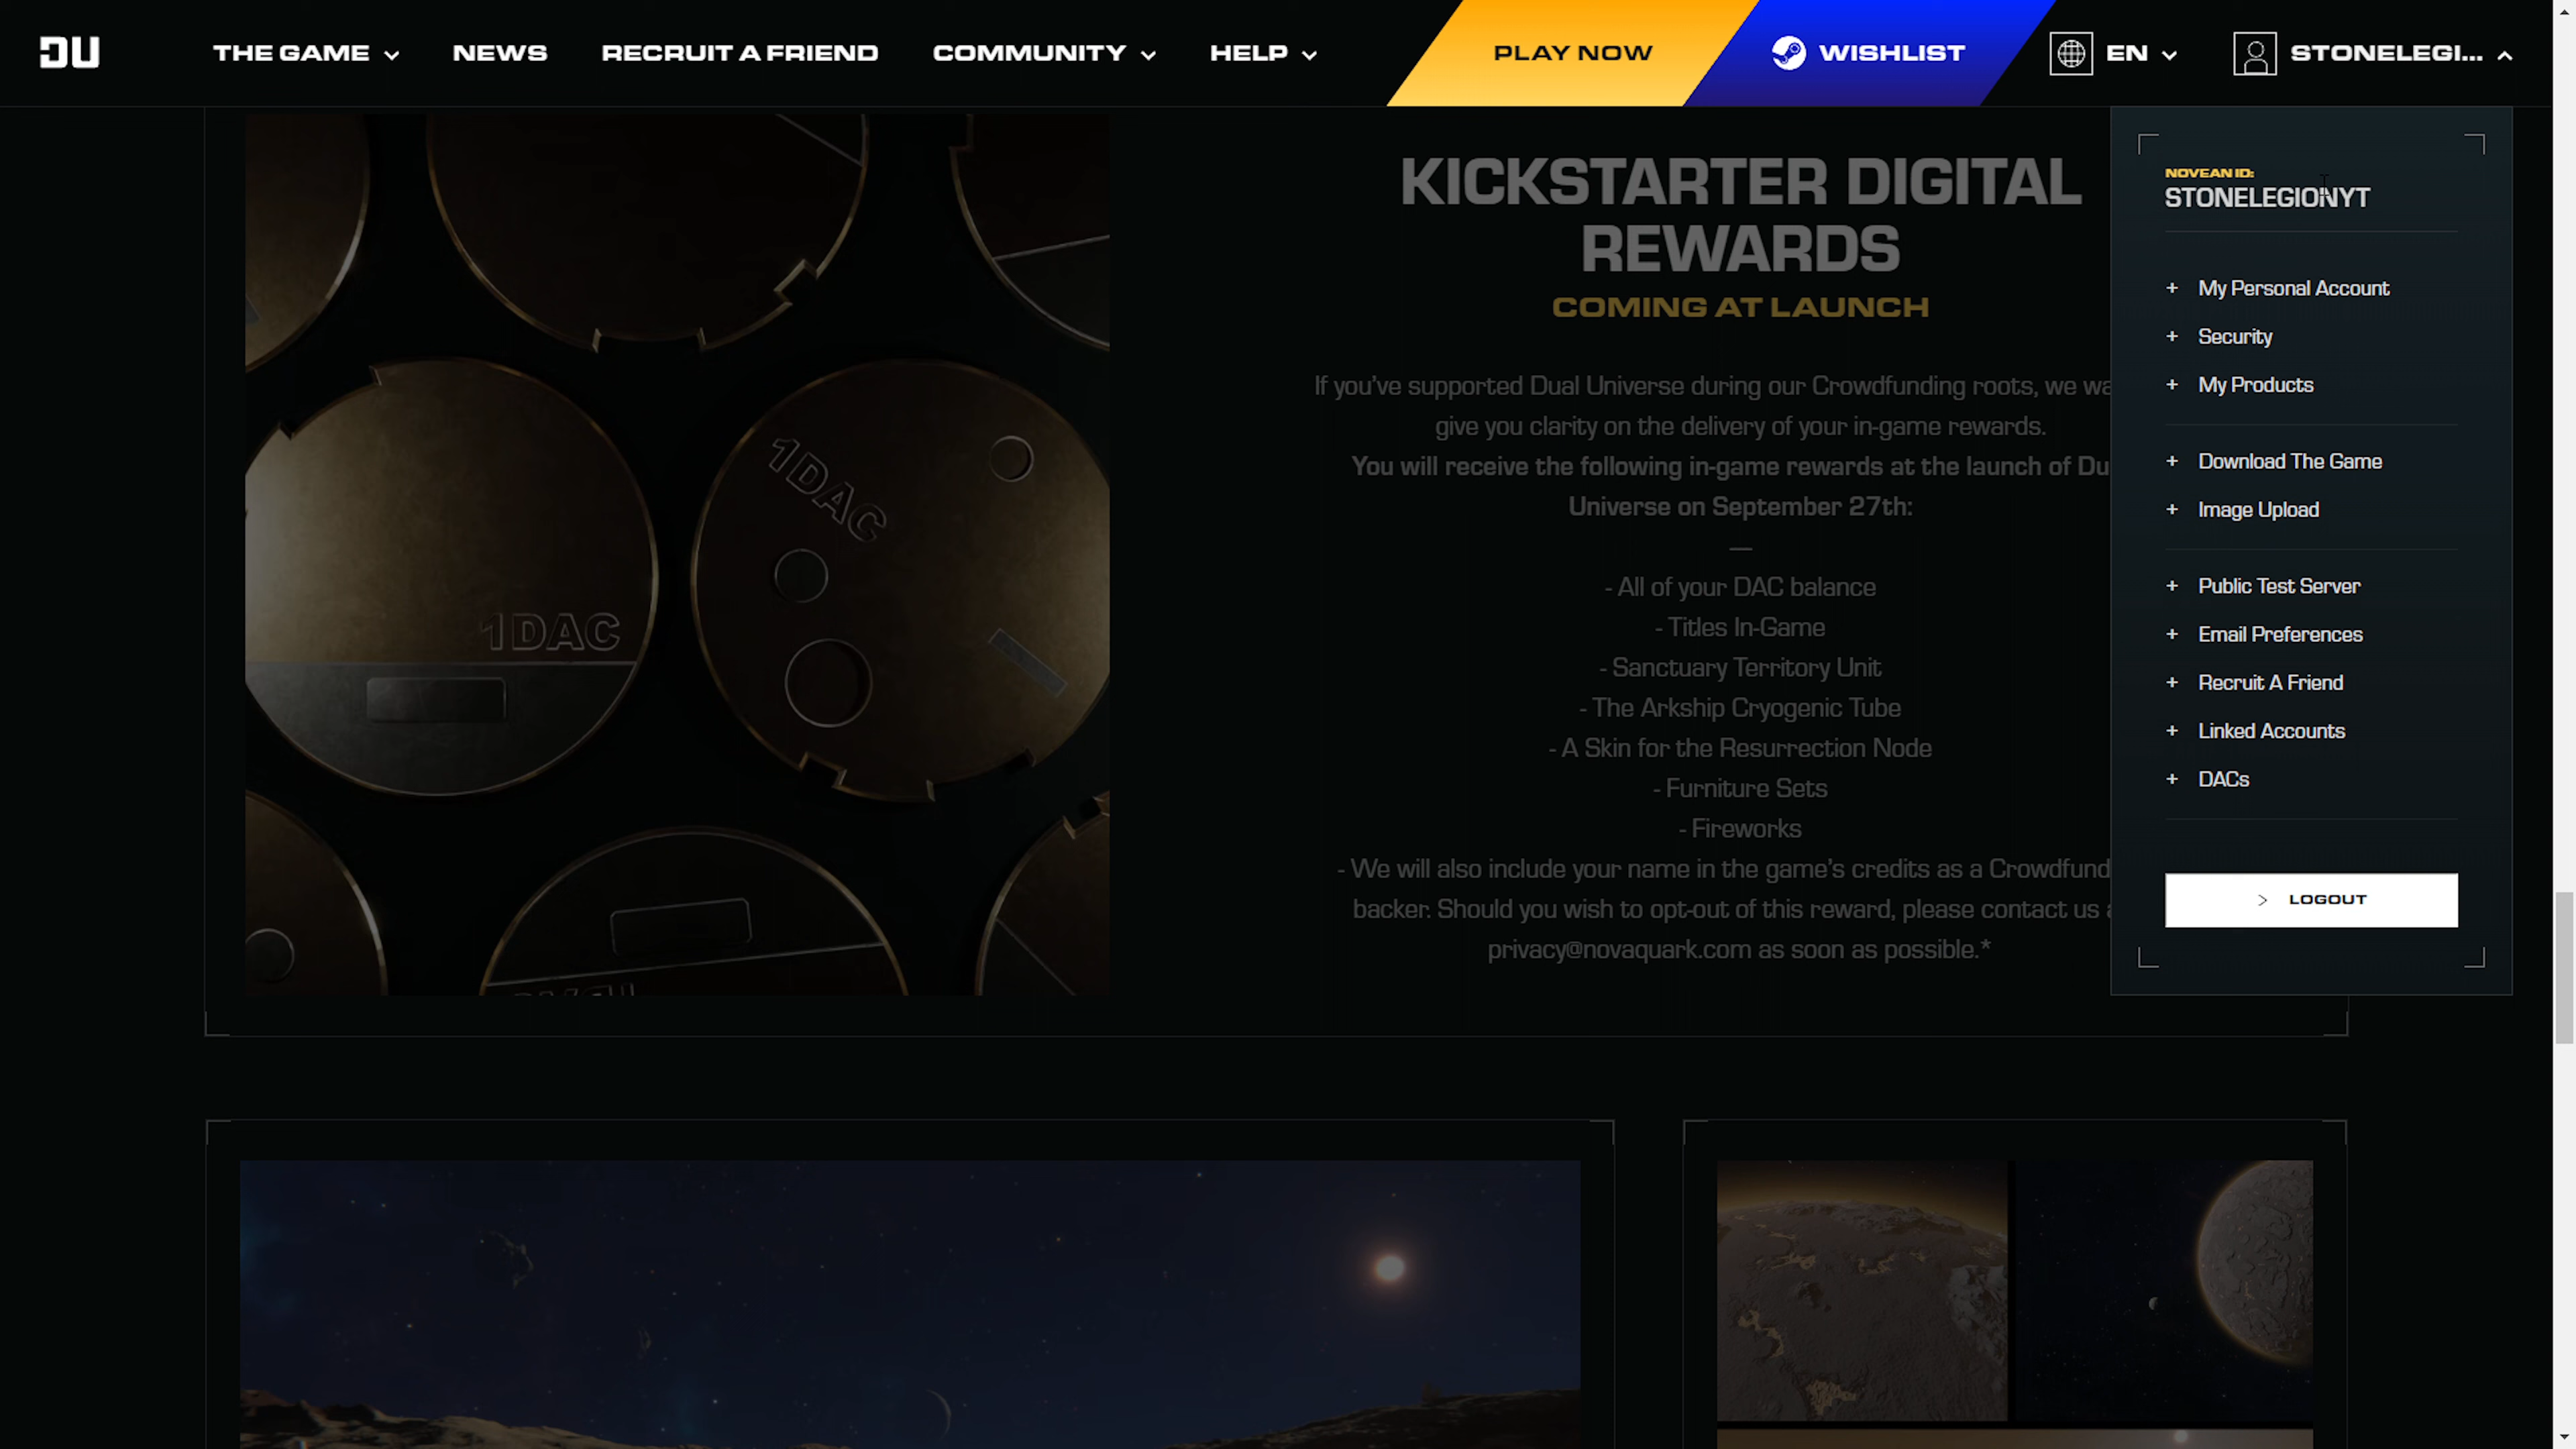 DU
THE GAME
NEWS
RECRUIT A FRIEND
COMMUNITY
HELP
PLAY NOW
WISHLIST
EN
STONELEGI...
1DAC
1DAC
KICKSTARTER DIGITAL
REWARDS
COMING AT LAUNCH
If you've supported Dual Universe during our Crowdfunding roots, we
give you clarity on the delivery of your in-game rewards.
You will receive the following in-game rewards at the launch of
Universe on September 27th:
—
- All of your DAC balance
- Titles In-Game
- Sanctuary Territory Unit
- The Arkship Cryogenic Tube
- A Skin for the Resurrection Node
- Furniture Sets
- Fireworks
- We will also include your name in the game's credits as a Crowdfund
backer. Should you wish to opt-out of this reward, please contact us
privacy@novaquark.com as soon as possible.*
NOVEAN ID:
STONELEGIONYT
+ My Personal Account
+ Security
+ My Products
+ Download The Game
+ Image Upload
+ Public Test Server
+ Email Preferences
+ Recruit A Friend
+ Linked Accounts
+ DACs
> LOGOUT